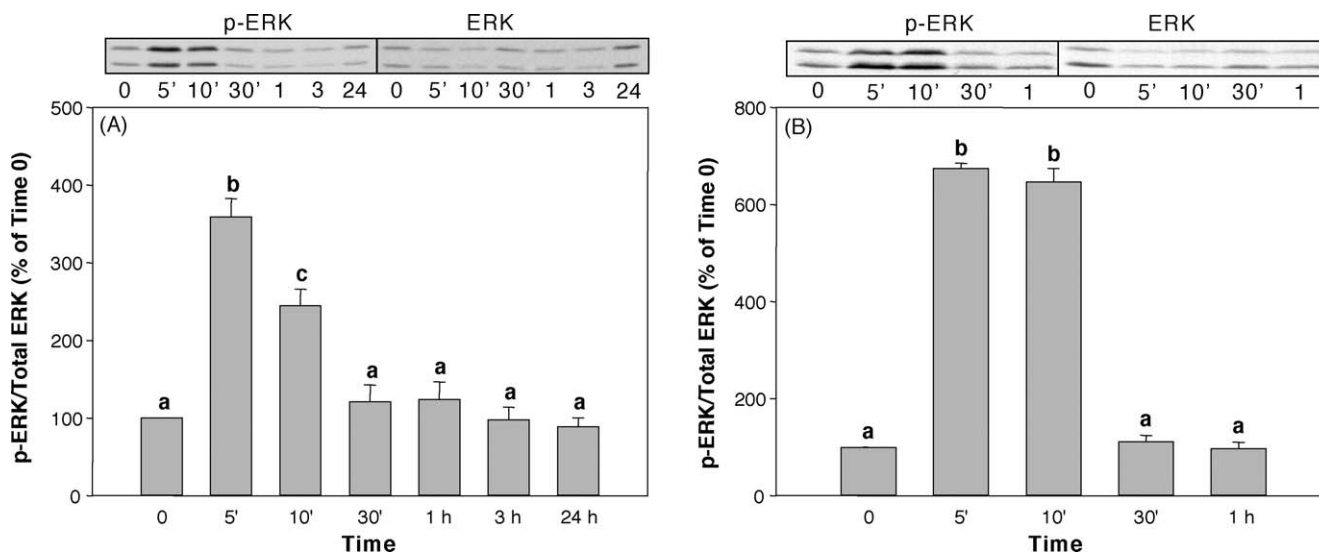 p-ERK ERK
0 5' 10' 30' 1 3 24 0 5' 10' 30' 1 3 24
(A)
p-ERK/Total ERK (% of Time 0)
500
400
300
200
100
0
a b c a a a a
0 5' 10' 30' 1 h 3 h 24 h
Time
p-ERK ERK
0 5' 10' 30' 1 0 5' 10' 30' 1
(B)
p-ERK/Total ERK (% of Time 0)
800
600
400
200
0
a b b a a
0 5' 10' 30' 1 h
Time